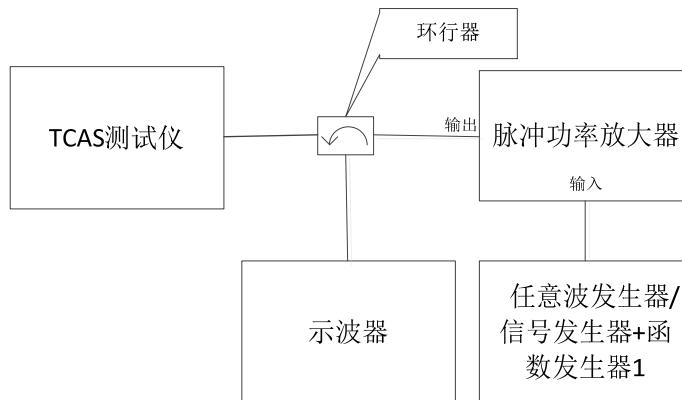 环行器
TCAS测试仪
输出
脉冲功率放大器
输入
示波器
任意波发生器/
信号发生器+函
数发生器1